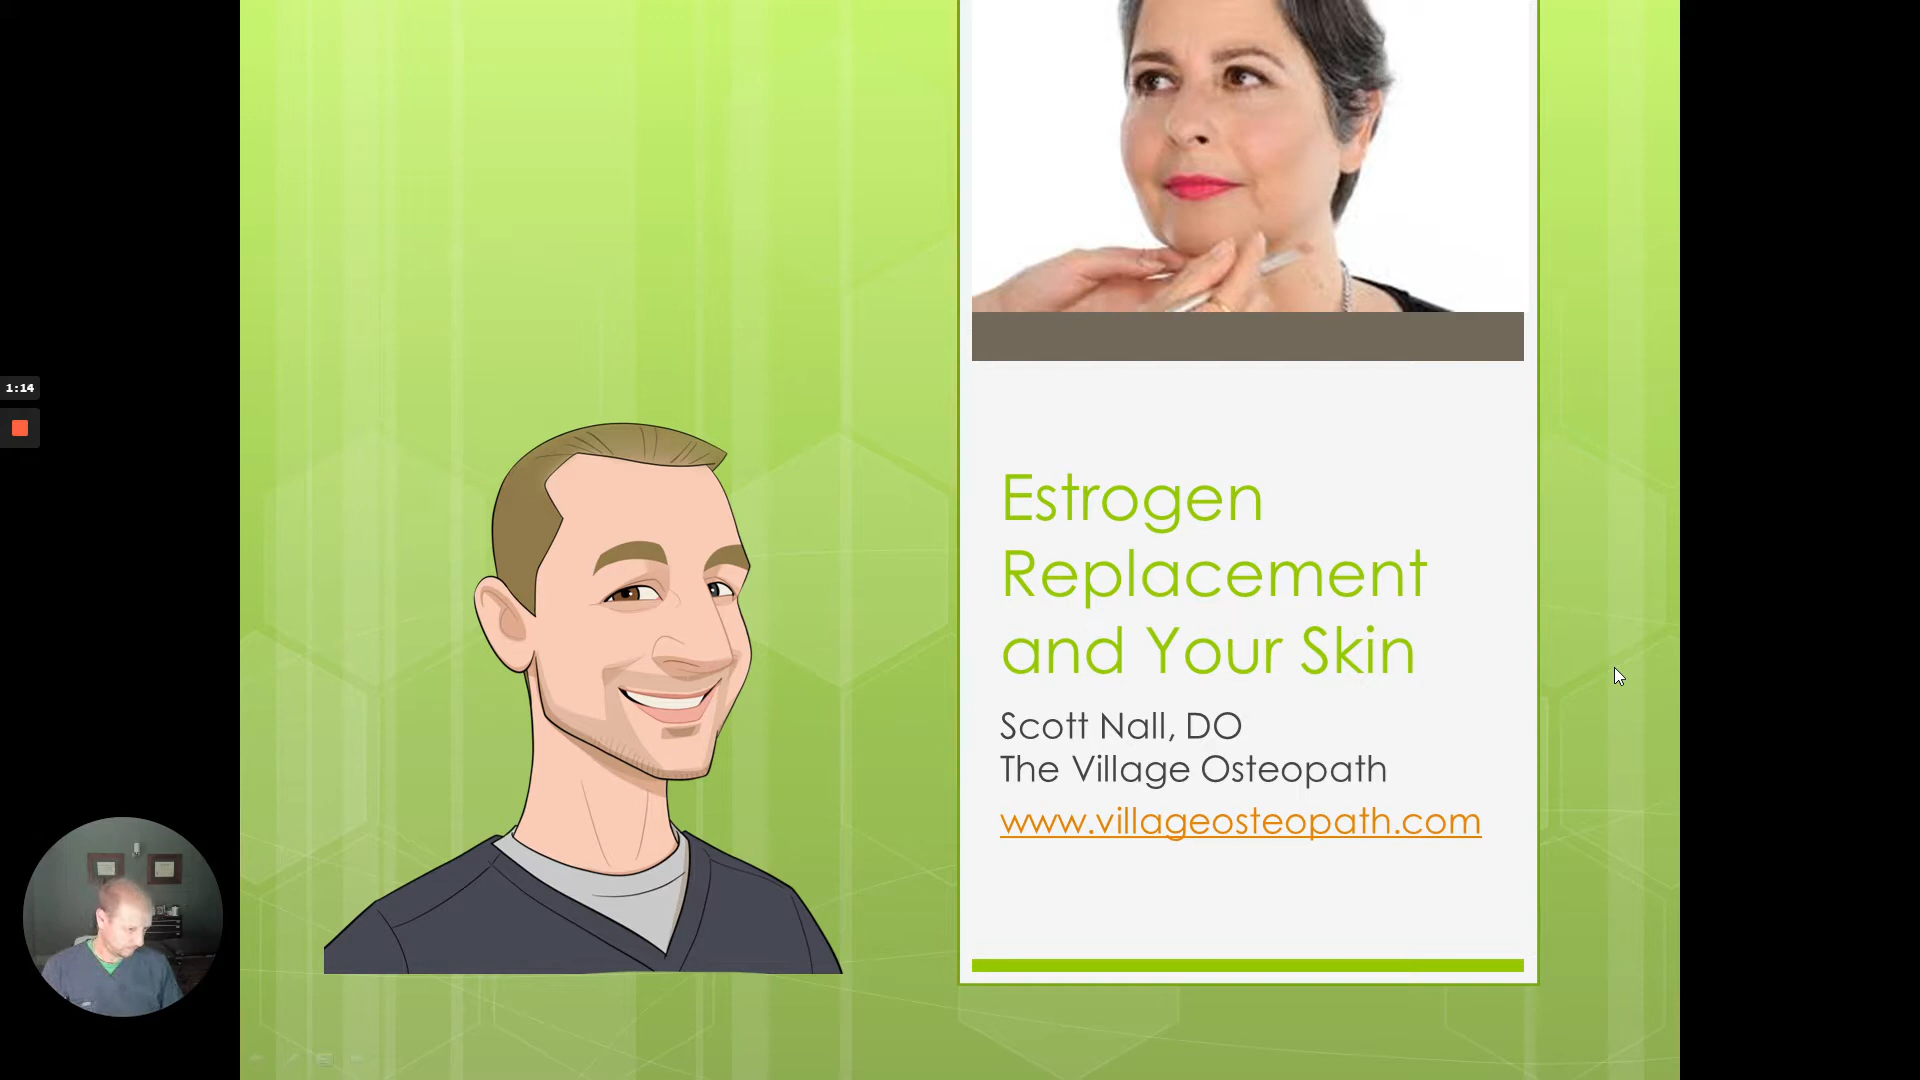 1:14
Estrogen
Replacement
and Your Skin
Scott Nall, DO
The Village Osteopath
www.villageosteopath.com